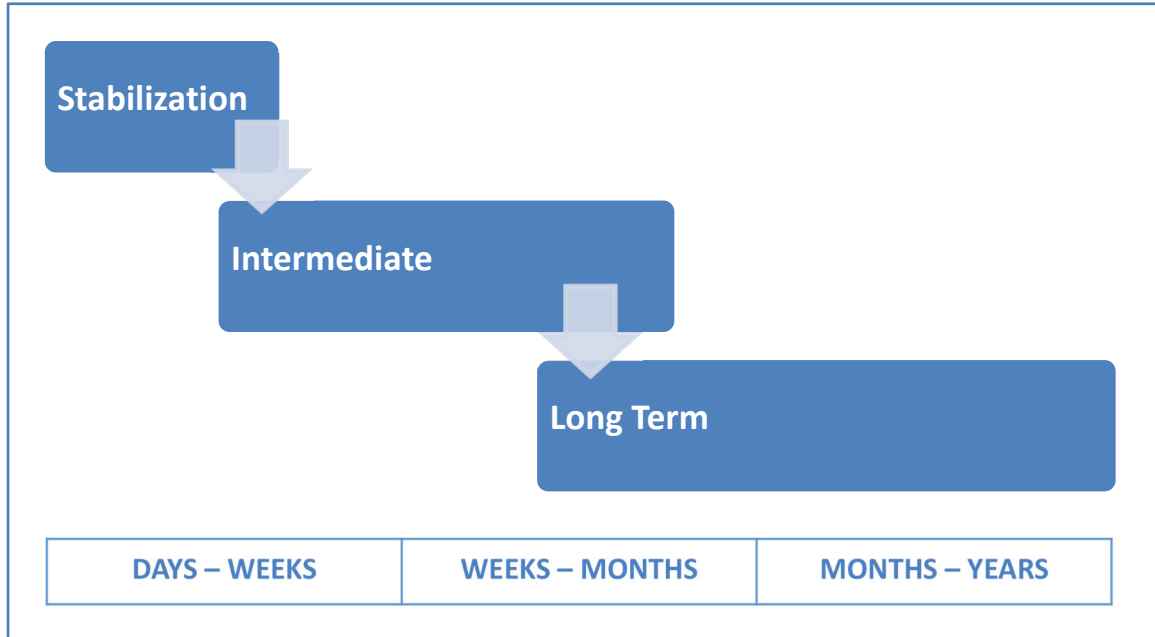 Stabilization
Intermediate
Long Term
DAYS – WEEKS
WEEKS – MONTHS
MONTHS – YEARS